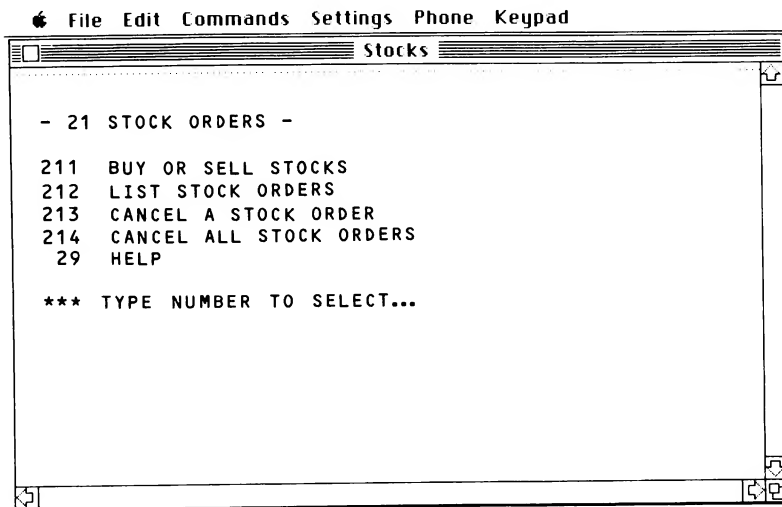 File Edit Commands Settings Phone Keypad
Stocks
- 21 STOCK ORDERS -
211 BUY OR SELL STOCKS
212 LIST STOCK ORDERS
213 CANCEL A STOCK ORDER
214 CANCEL ALL STOCK ORDERS
29 HELP
*** TYPE NUMBER TO SELECT...